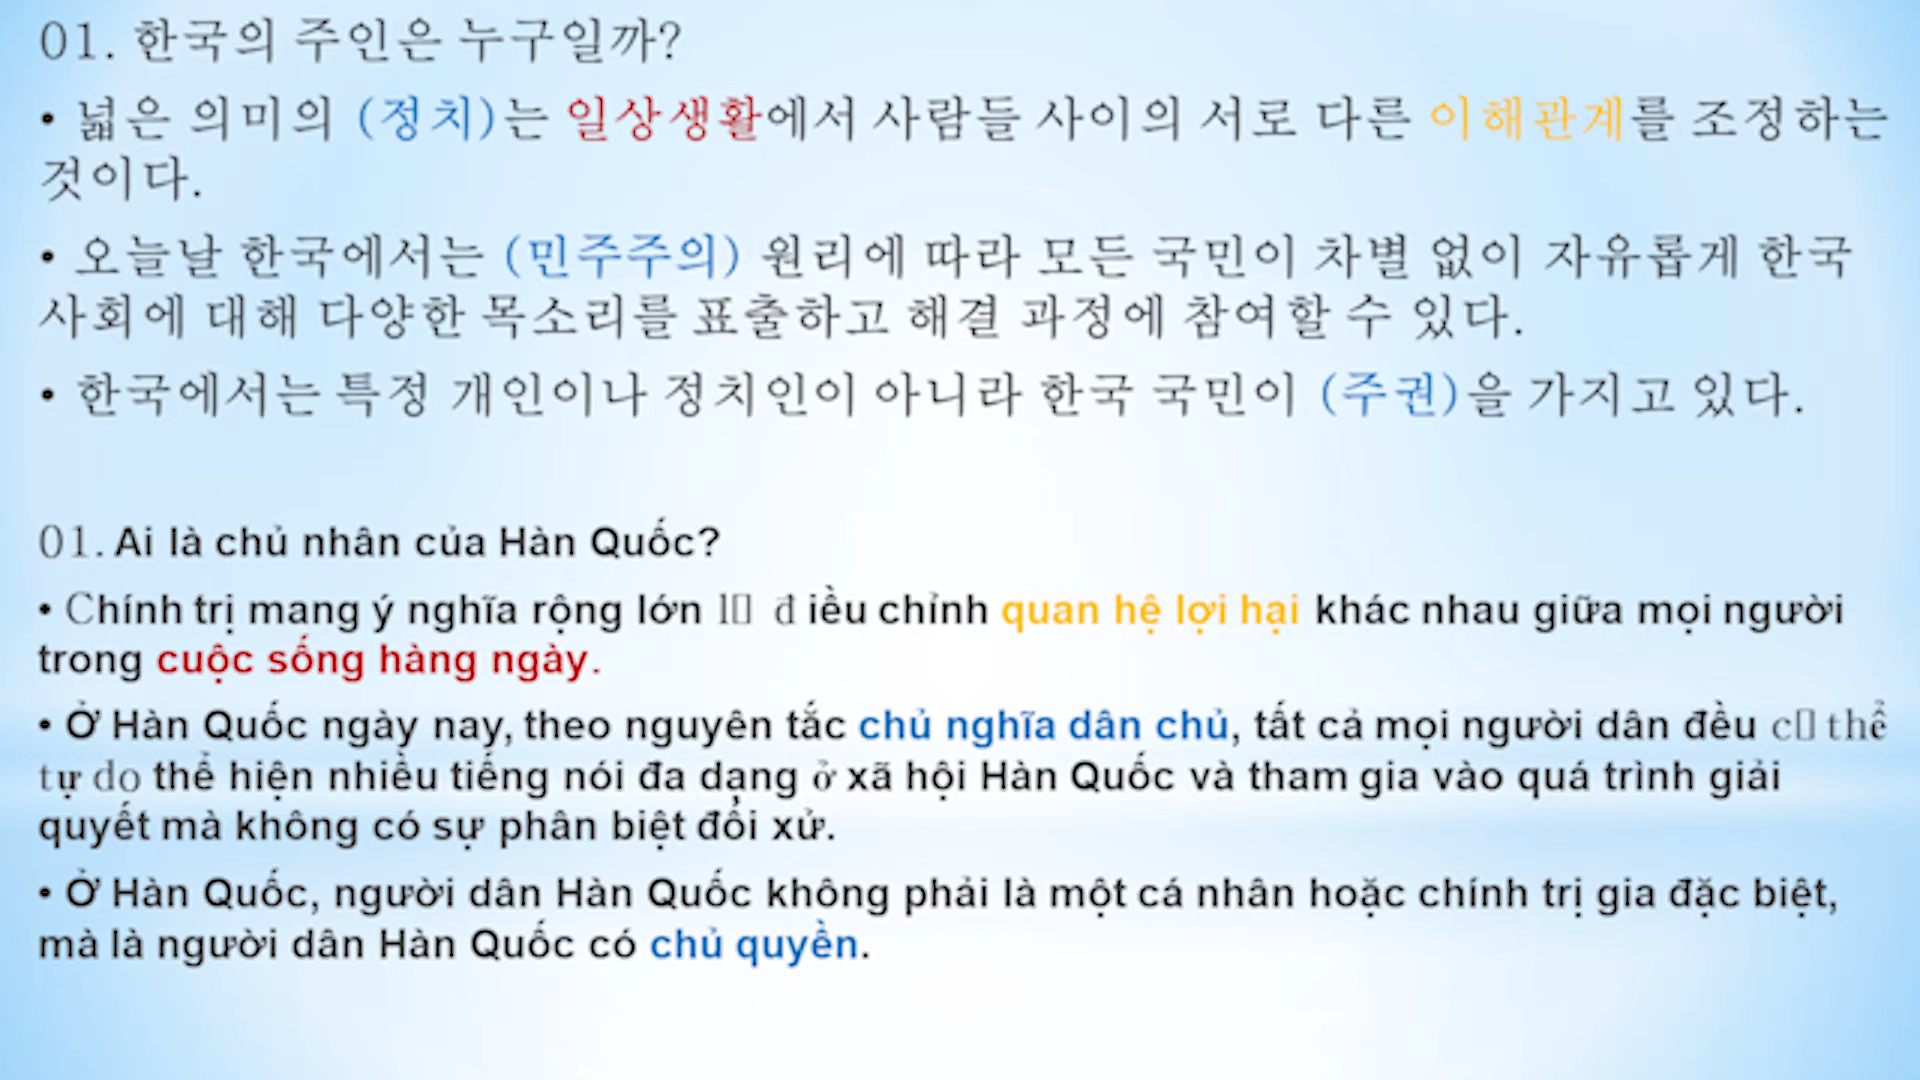 01. 한국의 주인은 누구일까?
• 넓은 의미의 (정치)는 일상생활에서 사람들 사이의 서로 다른 이해관계를 조정하는
것이다.
• 오늘날 한국에서는 (민주주의) 원리에 따라 모든 국민이 차별 없이 자유롭게 한국
사회에 대해 다양한 목소리를 표출하고 해결 과정에 참여할 수 있다.
• 한국에서는 특정 개인이나 정치인이 아니라 한국 국민이 (주권)을 가지고 있다.
01. Ai là chủ nhân của Hàn Quốc?
• Chính trị mang ý nghĩa rộng lớn l▯ đ iều chỉnh quan hệ lợi hại khác nhau giữa mọi người
trong cuộc sống hàng ngày.
• Ở Hàn Quốc ngày nay, theo nguyên tắc chủ nghĩa dân chủ, tất cả mọi người dân đều c▯ thể
tự do thể hiện nhiều tiếng nói đa dạng ở xã hội Hàn Quốc và tham gia vào quá trình giải
quyết mà không có sự phân biệt đối xử.
• Ở Hàn Quốc, người dân Hàn Quốc không phải là một cá nhân hoặc chính trị gia đặc biệt,
mà là người dân Hàn Quốc có chủ quyền.